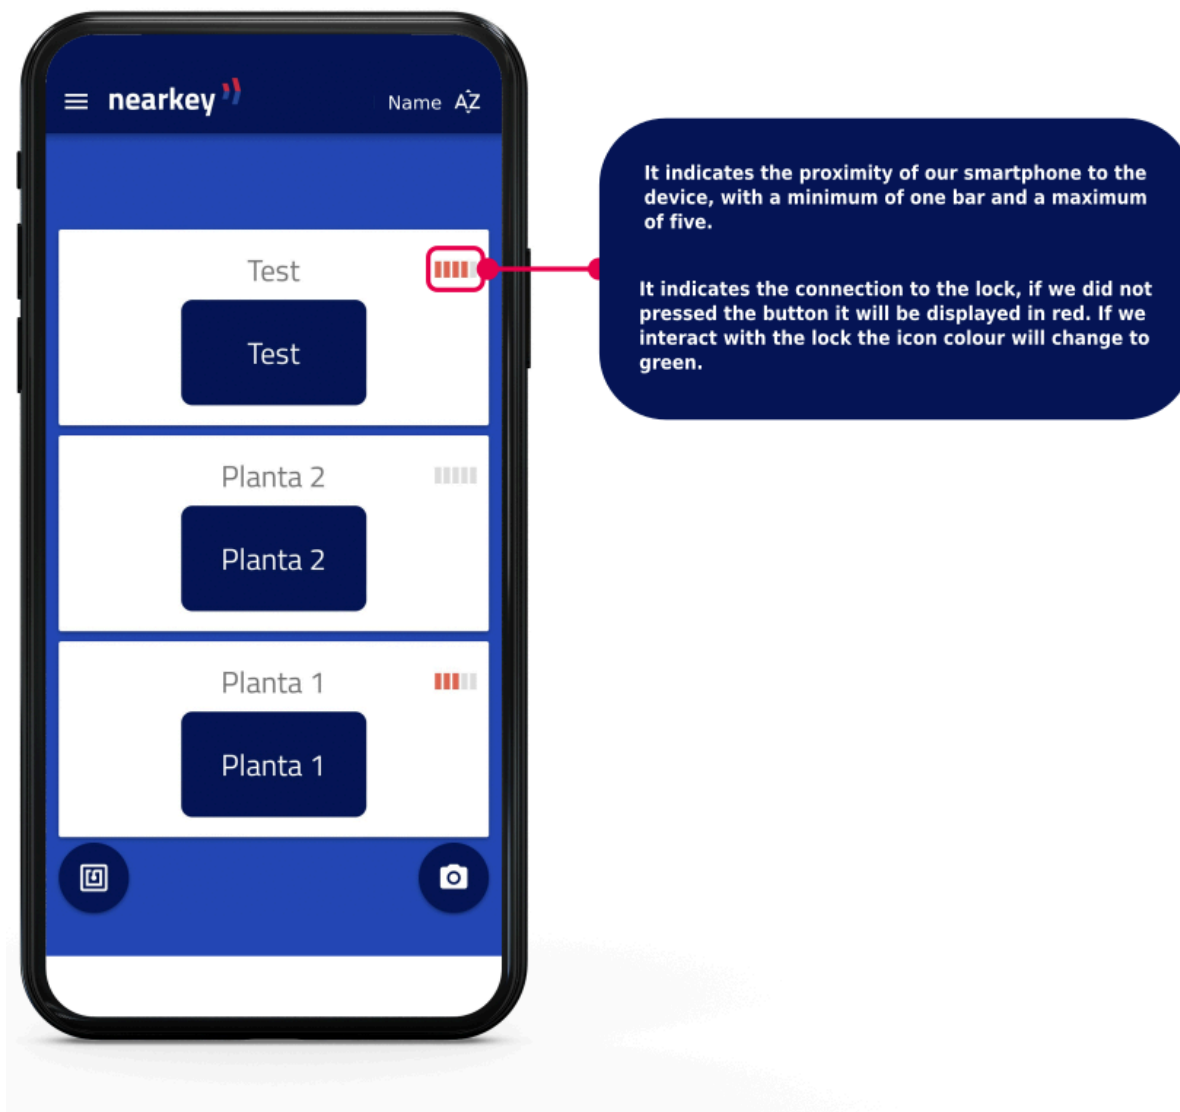 nearkey
Name AZ
Test
Test
Planta 2
Planta 2
Planta 1
Planta 1
It indicates the proximity of our smartphone to the
device, with a minimum of one bar and a maximum
of five.
It indicates the connection to the lock, if we did not
pressed the button it will be displayed in red. If we
interact with the lock the icon colour will change to
green.